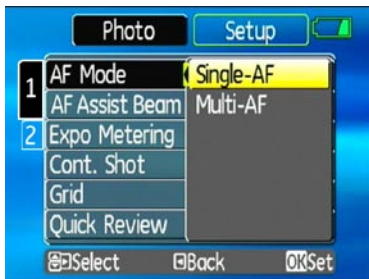 Photo Setup
1
AF Mode Single-AF
AF Assist Beam Multi-AF
2 Expo Metering
Cont. Shot
Grid
Quick Review
Select Back OK Set